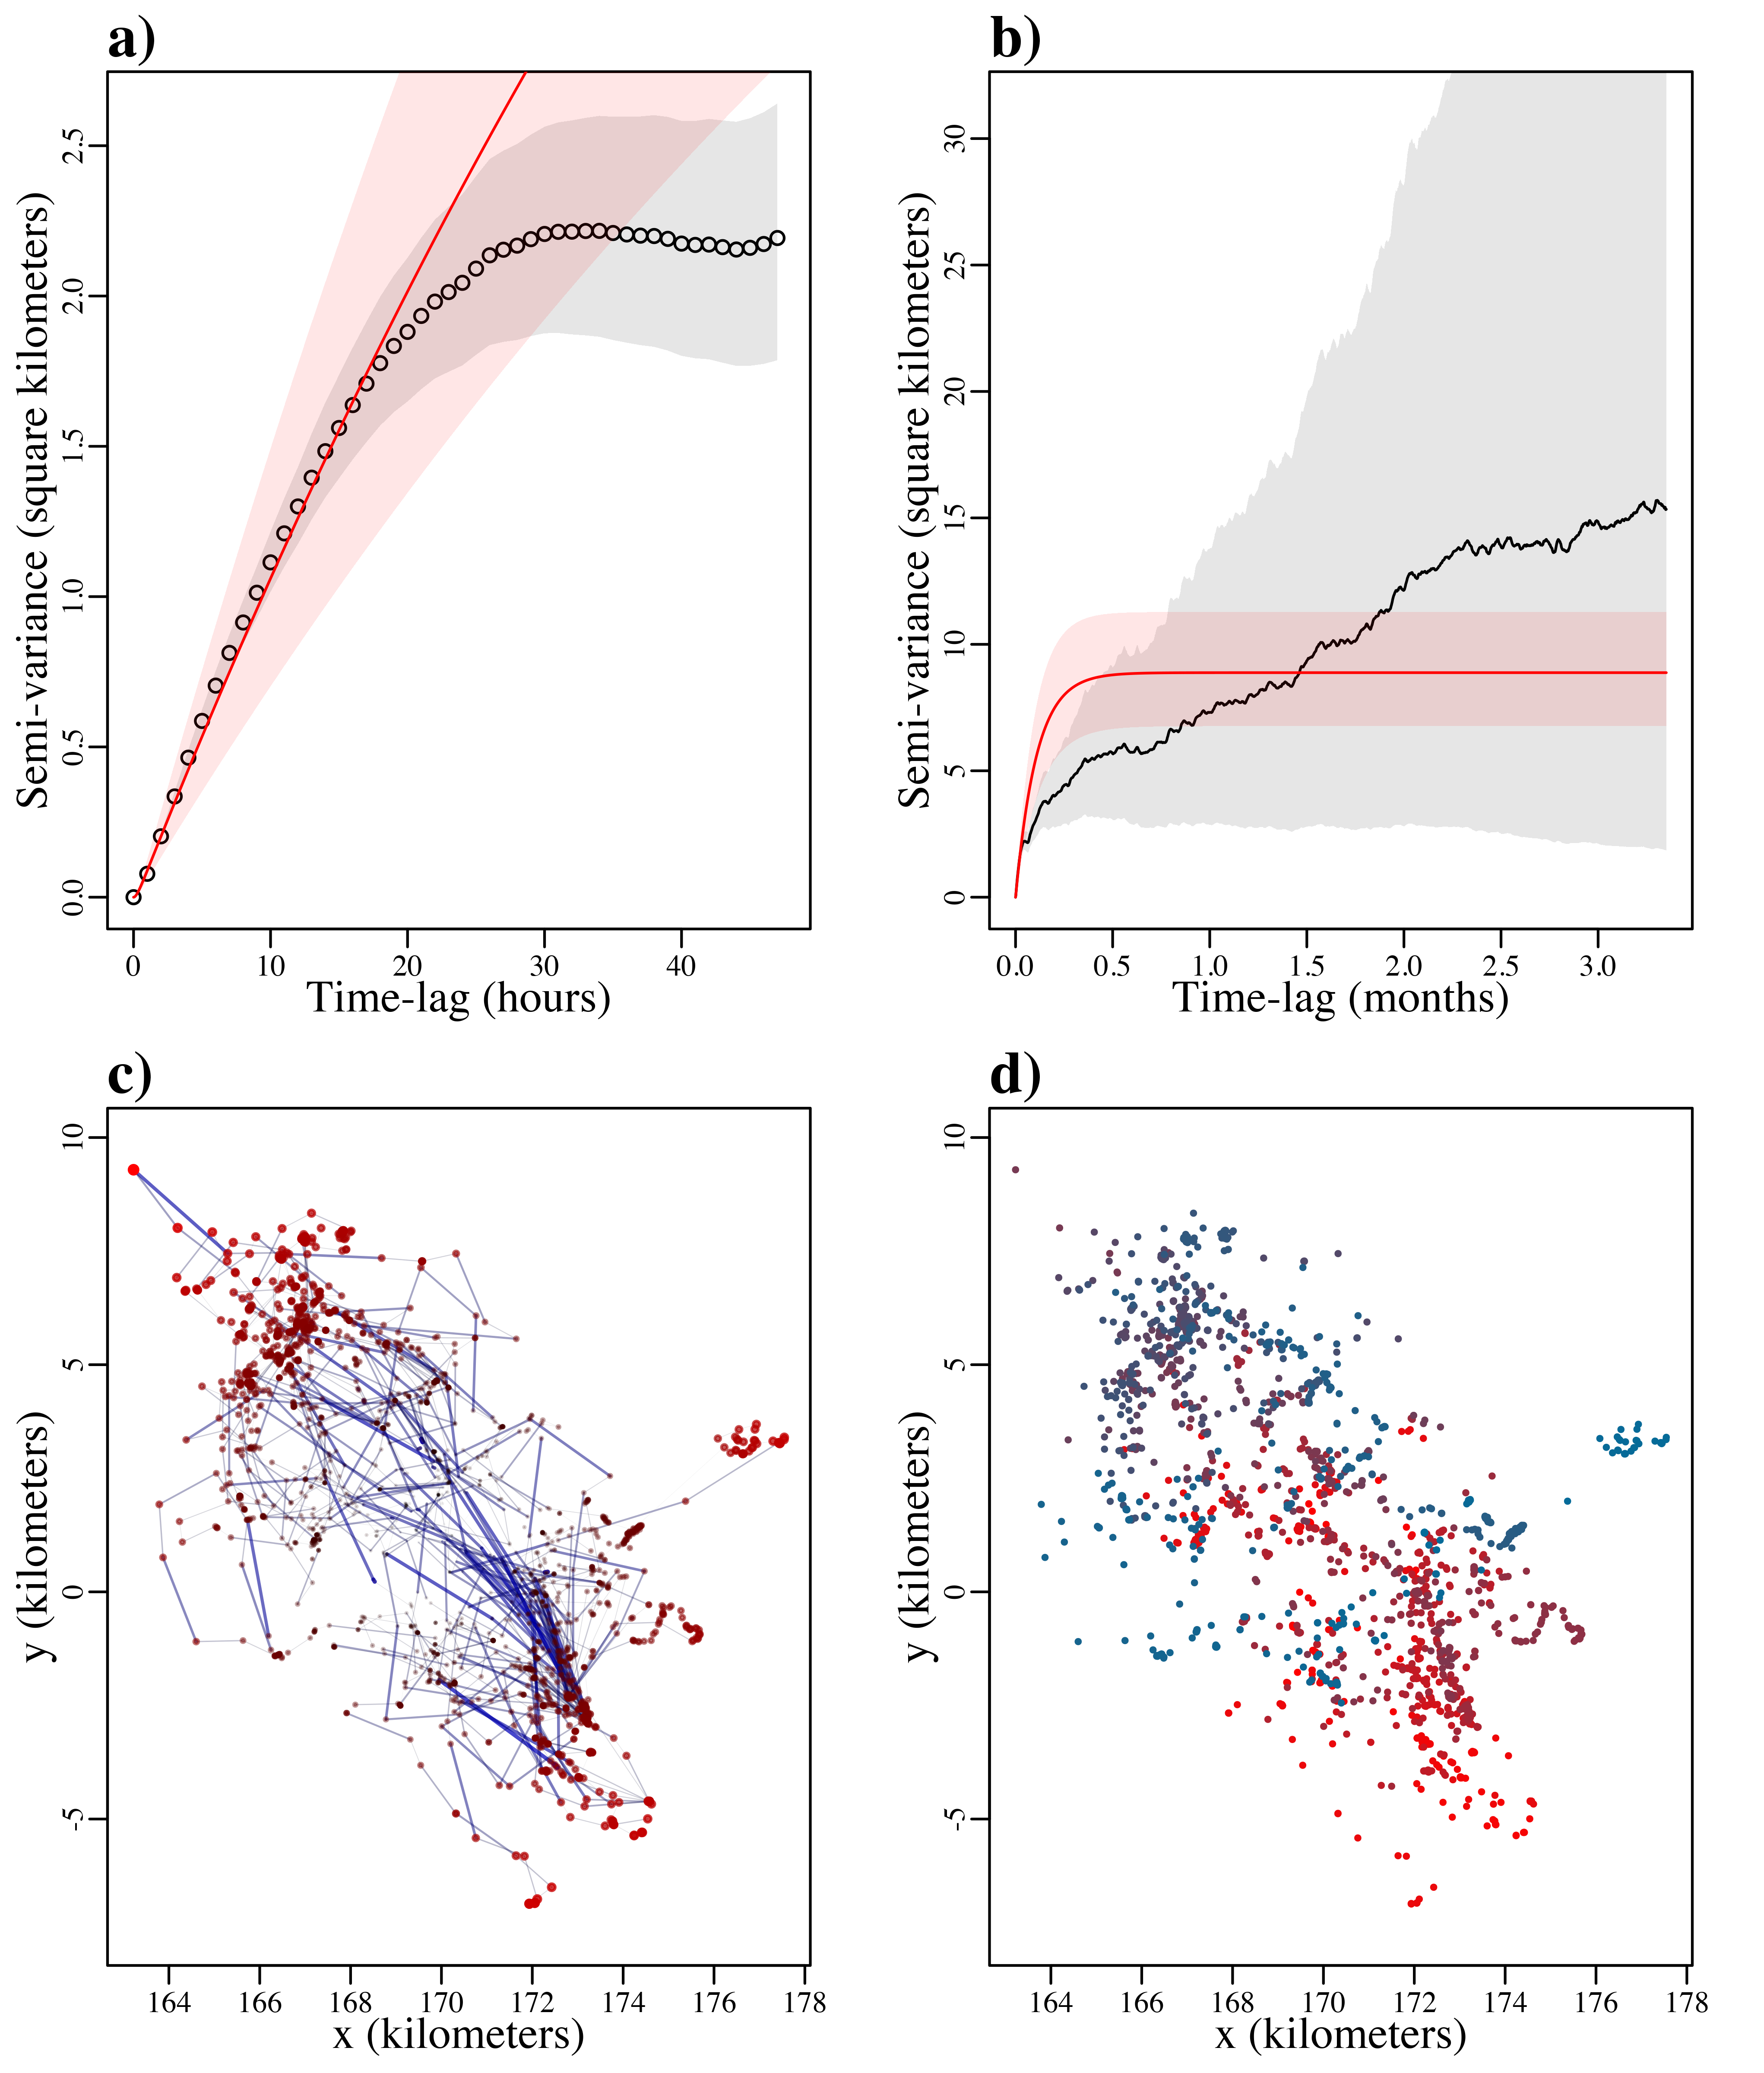 a)
Semi-variance (square kilometers)
0.0 0.5 1.0 1.5 2.0 2.5
0 10 20 30 40
Time-lag (hours)
b)
Semi-variance (square kilometers)
0 5 10 15 20 25 30
0.0 0.5 1.0 1.5 2.0 2.5 3.0
Time-lag (months)
c)
y (kilometers)
-5 0 5 10
164 166 168 170 172 174 176 178
x (kilometers)
d)
y (kilometers)
-5 0 5 10
164 166 168 170 172 174 176 178
x (kilometers)